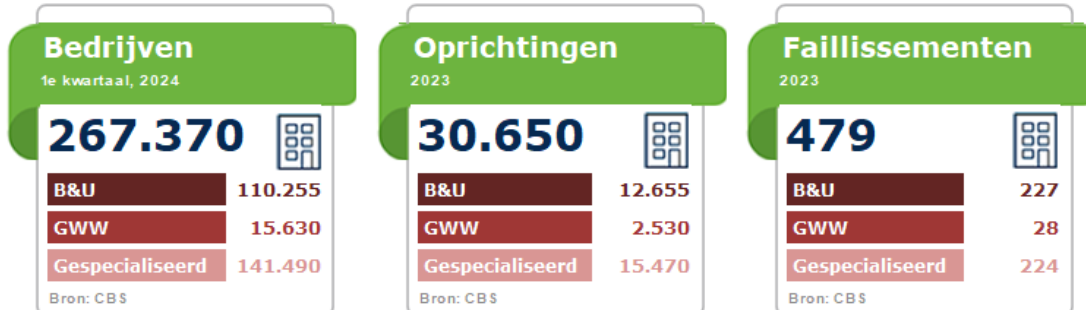 Bedrijven
1e kwartaal, 2024
267.370
B&U 110.255
GWW 15.630
Gespecialiseerd 141.490
Bron: CBS
Oprichtingen
2023
30.650
B&U 12.655
GWW 2.530
Gespecialiseerd 15.470
Bron: CBS
Faillissementen
2023
479
B&U 227
GWW 28
Gespecialiseerd 224
Bron: CBS